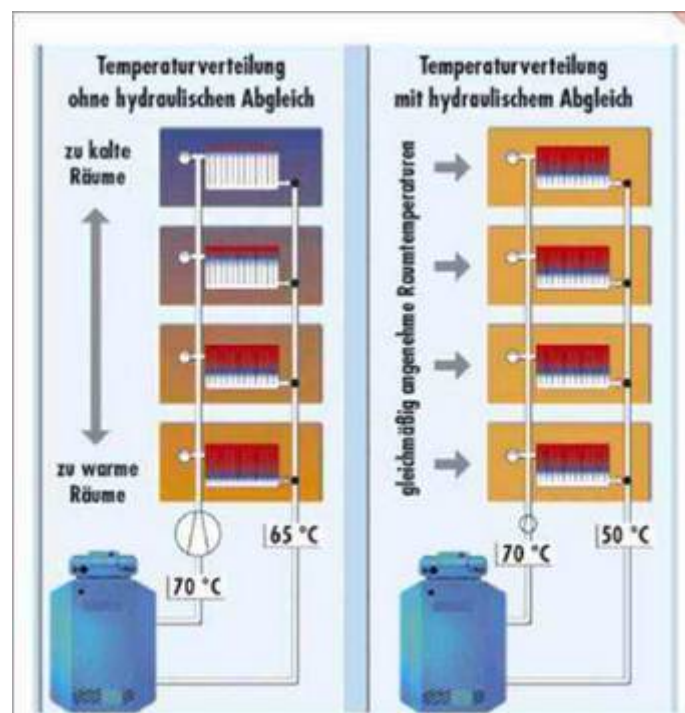 Temperaturverteilung
ohne hydraulischen Abgleich
zu kalte
Räume
zu warme
Räume
65 °C
70 °C
Temperaturverteilung
mit hydraulischem Abgleich
gleichmäßig angenehme Raumtemperaturen
50 °C
70 °C